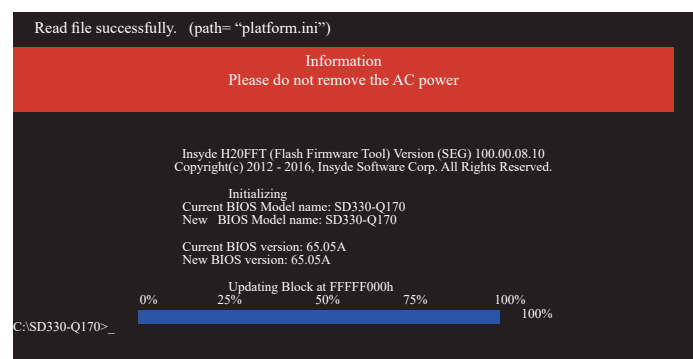 Read file successfully. (path= “platform.ini”)
Information
Please do not remove the AC power
Insyde H20FFT (Flash Firmware Tool) Version (SEG) 100.00.08.10
Copyright(c) 2012 - 2016, Insyde Software Corp. All Rights Reserved.
Initializing
Current BIOS Model name: SD330-Q170
New BIOS Model name: SD330-Q170
Current BIOS version: 65.05A
New BIOS version: 65.05A
Updating Block at FFFFF000h
0% 25% 50% 75% 100%
100%
C:\SD330-Q170>_